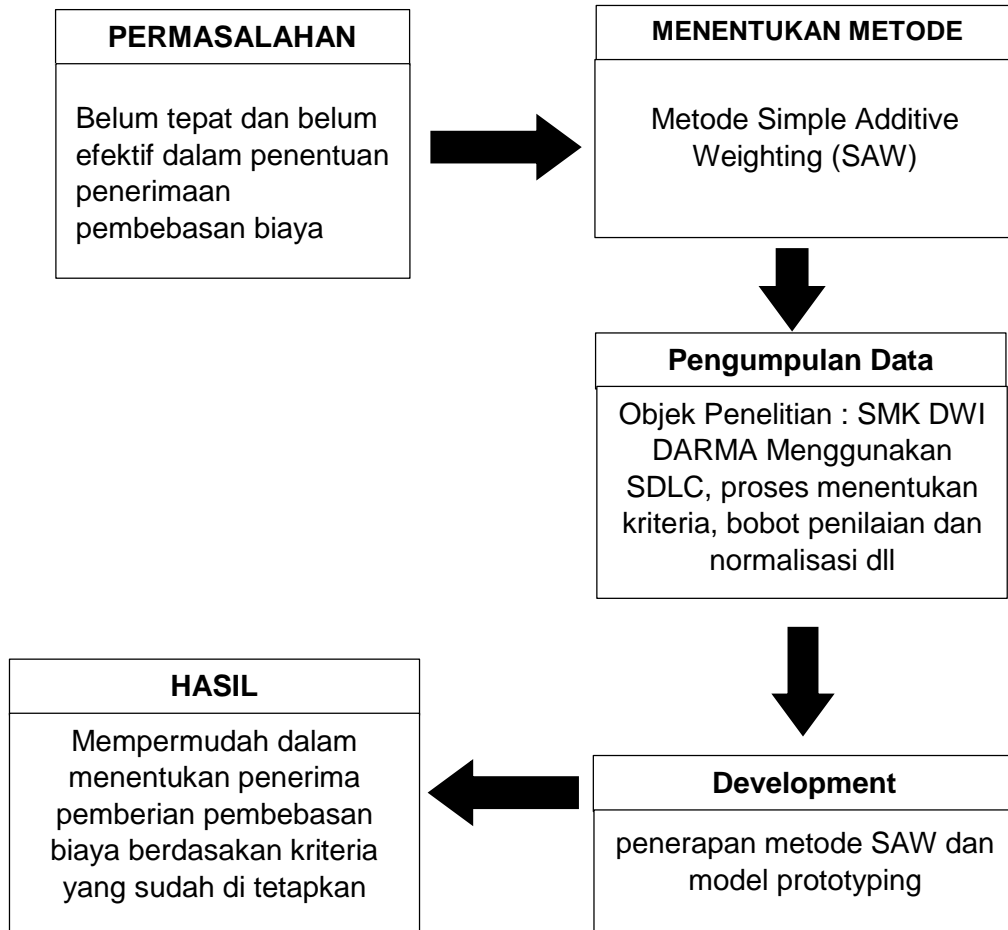 PERMASALAHAN
Belum tepat dan belum
efektif dalam penentuan
penerimaan
pembebasan biaya
MENENTUKAN METODE
Metode Simple Additive
Weighting (SAW)
Pengumpulan Data
Objek Penelitian : SMK DWI
DARMA Menggunakan
SDLC, proses menentukan
kriteria, bobot penilaian dan
normalisasi dll
Development
penerapan metode SAW dan
model prototyping
HASIL
Mempermudah dalam
menentukan penerima
pemberian pembebasan
biaya berdasakan kriteria
yang sudah di tetapkan